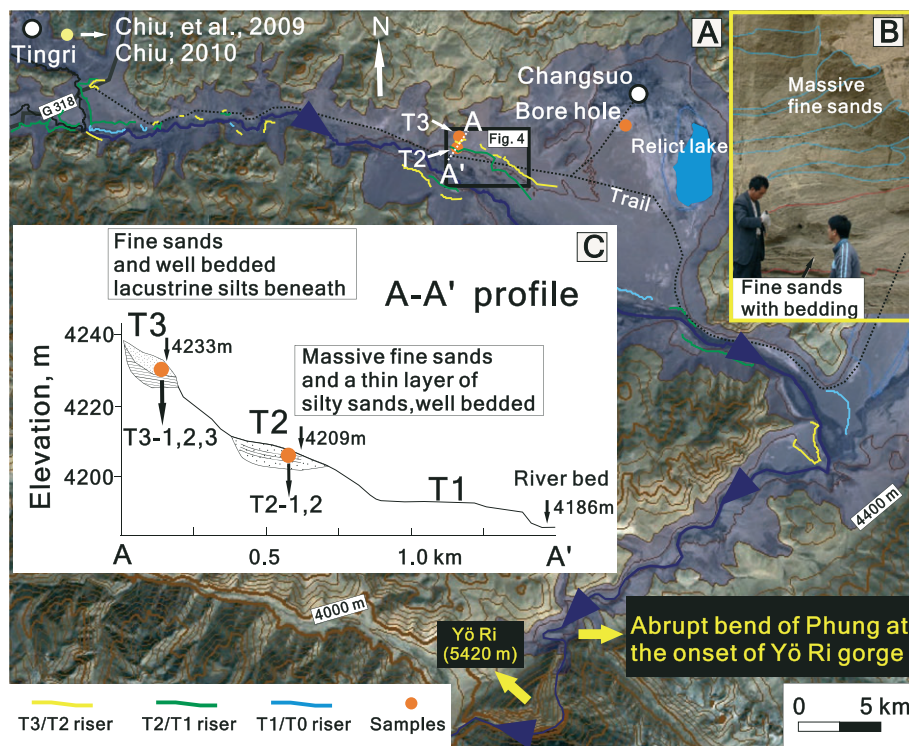 Chiu, et al., 2009
Chiu, 2010
Tingri
G 318
N
A
B
Massive
fine sands
Changsuo
Bore hole
T3
A
Fig. 4
T2
A'
Relict lake
Trail
Fine sands
with bedding
C
Fine sands
and well bedded
lacustrine silts beneath
A-A' profile
Elevation, m
4240
4220
4200
T3
4233m
T3-1,2,3
Massive fine sands
and a thin layer of
silty sands,well bedded
T2
4209m
T2-1,2
T1
River bed
4186m
A
0.5
1.0 km
A'
4400 m
4000 m
Yö Ri
(5420 m)
Abrupt bend of Phung at
the onset of Yö Ri gorge
T3/T2 riser
T2/T1 riser
T1/T0 riser
Samples
0
5 km